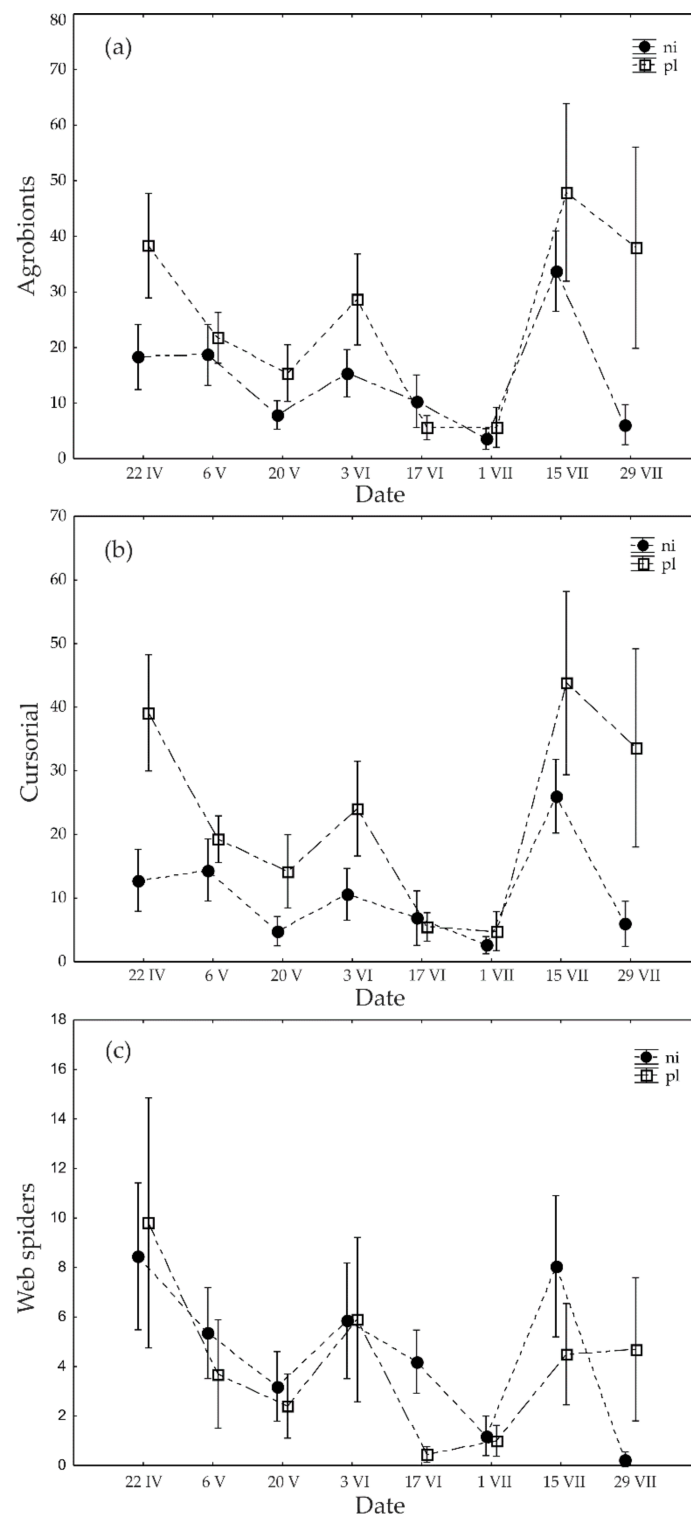 80
(a)
ni
pl
70
60
50
40
30
20
10
0
Agrobionts
22 IV 6 V 20 V 3 VI 17 VI 1 VII 15 VII 29 VII
Date
70
(b)
ni
pl
60
50
40
30
20
10
0
Cursorial
22 IV 6 V 20 V 3 VI 17 VI 1 VII 15 VII 29 VII
Date
18
(c)
ni
pl
16
14
12
10
8
6
4
2
0
Web spiders
22 IV 6 V 20 V 3 VI 17 VI 1 VII 15 VII 29 VII
Date